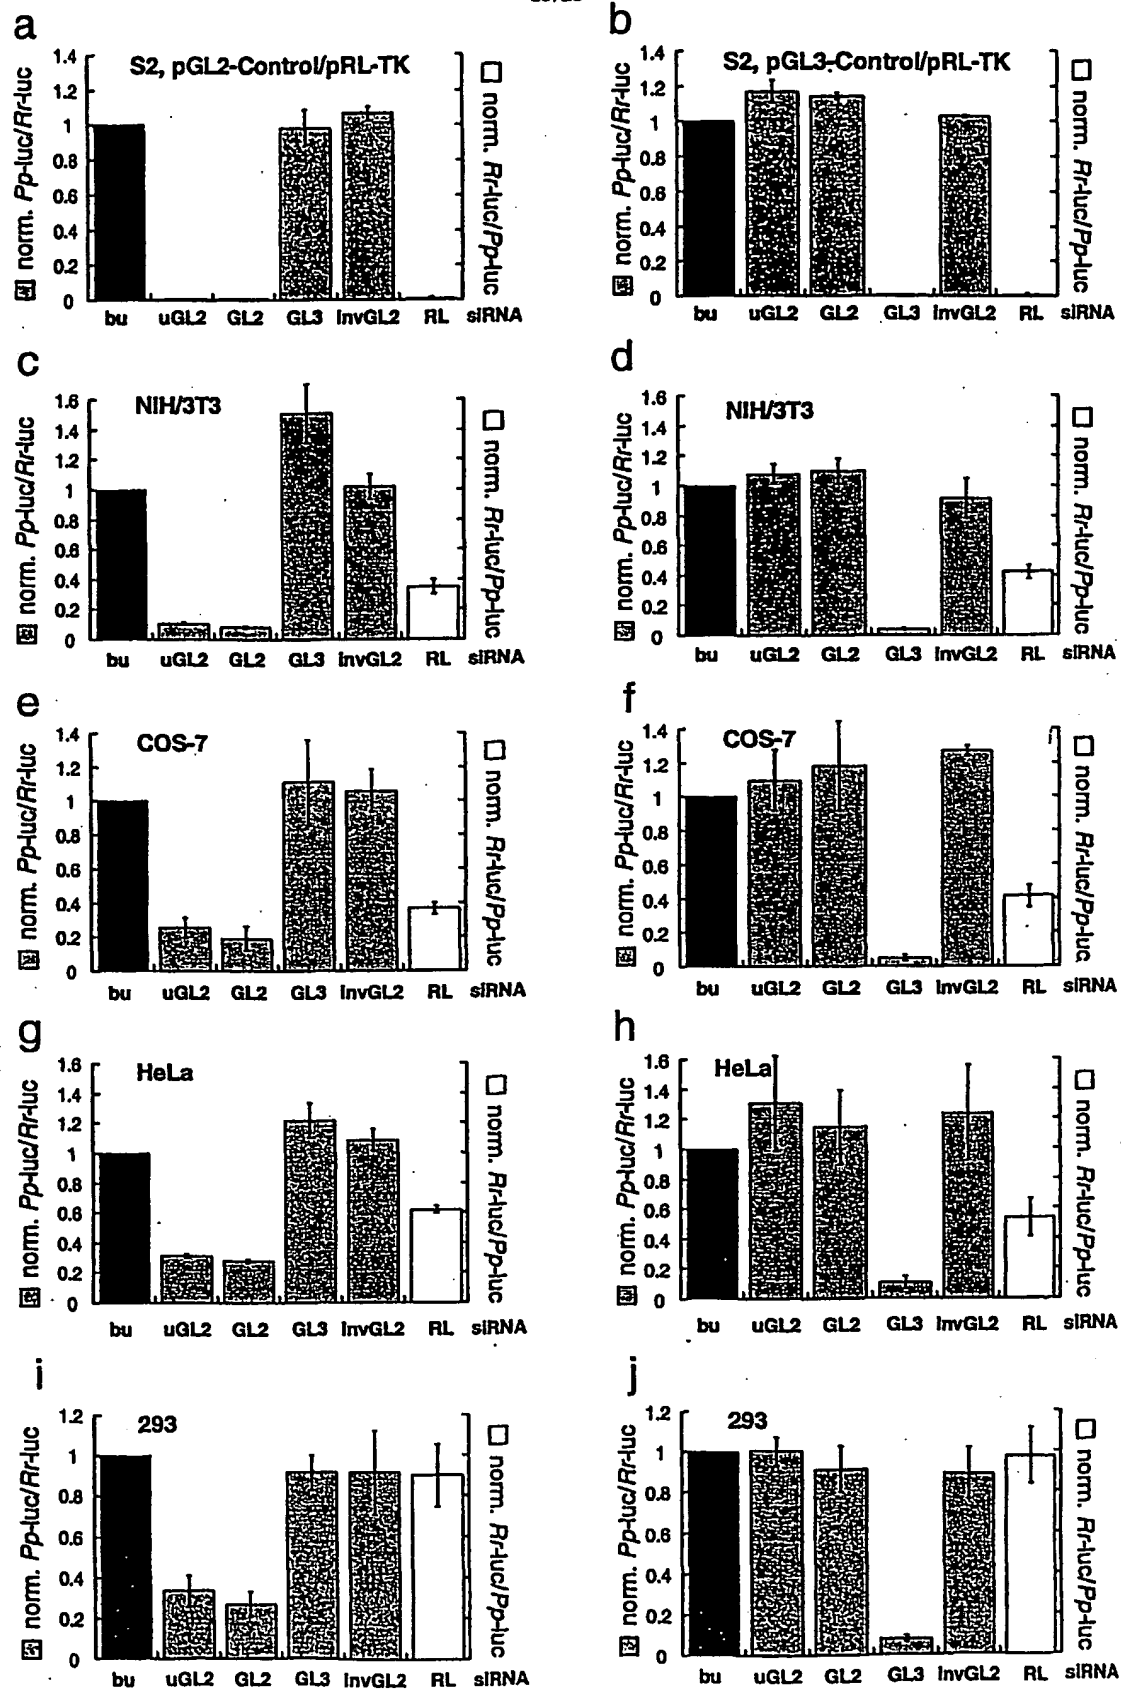 a
S2, pGL2-Control/pRL-TK
norm. Pp-luc/Rr-luc
norm. Rr-luc/Pp-luc
1.4
1.2
1
0.8
0.6
0.4
0.2
0
bu uGL2 GL2 GL3 InvGL2 RL siRNA
b
S2, pGL3-Control/pRL-TK
norm. Pp-luc/Rr-luc
norm. Rr-luc/Pp-luc
1.4
1.2
1
0.8
0.6
0.4
0.2
0
bu uGL2 GL2 GL3 InvGL2 RL siRNA
c
NIH/3T3
norm. Pp-luc/Rr-luc
norm. Rr-luc/Pp-luc
1.6
1.4
1.2
1
0.8
0.6
0.4
0.2
0
bu uGL2 GL2 GL3 InvGL2 RL siRNA
d
NIH/3T3
norm. Pp-luc/Rr-luc
norm. Rr-luc/Pp-luc
1.6
1.4
1.2
1
0.8
0.6
0.4
0.2
0
bu uGL2 GL2 GL3 InvGL2 RL siRNA
e
COS-7
norm. Pp-luc/Rr-luc
norm. Rr-luc/Pp-luc
1.4
1.2
1
0.8
0.6
0.4
0.2
0
bu uGL2 GL2 GL3 InvGL2 RL siRNA
f
COS-7
norm. Pp-luc/Rr-luc
norm. Rr-luc/Pp-luc
1.4
1.2
1
0.8
0.6
0.4
0.2
0
bu uGL2 GL2 GL3 InvGL2 RL siRNA
g
HeLa
norm. Pp-luc/Rr-luc
norm. Rr-luc/Pp-luc
1.6
1.4
1.2
1
0.8
0.6
0.4
0.2
0
bu uGL2 GL2 GL3 InvGL2 RL siRNA
h
HeLa
norm. Pp-luc/Rr-luc
norm. Rr-luc/Pp-luc
1.6
1.4
1.2
1
0.8
0.6
0.4
0.2
0
bu uGL2 GL2 GL3 InvGL2 RL siRNA
i
293
norm. Pp-luc/Rr-luc
norm. Rr-luc/Pp-luc
1.2
1
0.8
0.6
0.4
0.2
0
bu uGL2 GL2 GL3 InvGL2 RL siRNA
j
293
norm. Pp-luc/Rr-luc
norm. Rr-luc/Pp-luc
1.2
1
0.8
0.6
0.4
0.2
0
bu uGL2 GL2 GL3 InvGL2 RL siRNA